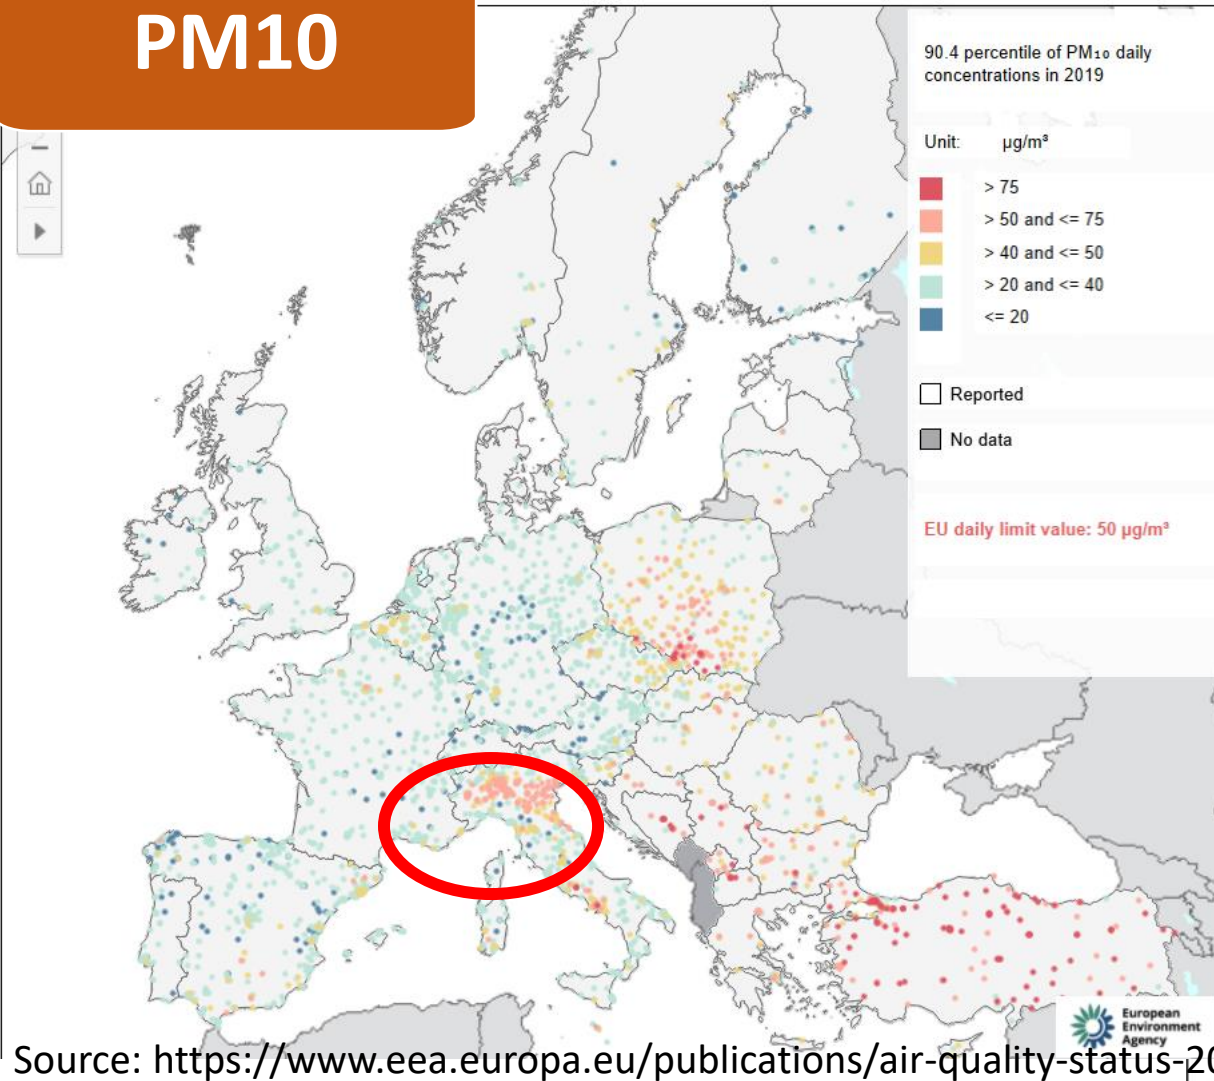 PM10
90.4 percentile of PM₁₀ daily
concentrations in 2019
Unit: µg/m³
> 75
> 50 and <= 75
> 40 and <= 50
> 20 and <= 40
<= 20
Reported
No data
EU daily limit value: 50 µg/m³
European
Environment
Agency
Source: https://www.eea.europa.eu/publications/air-quality-status-20